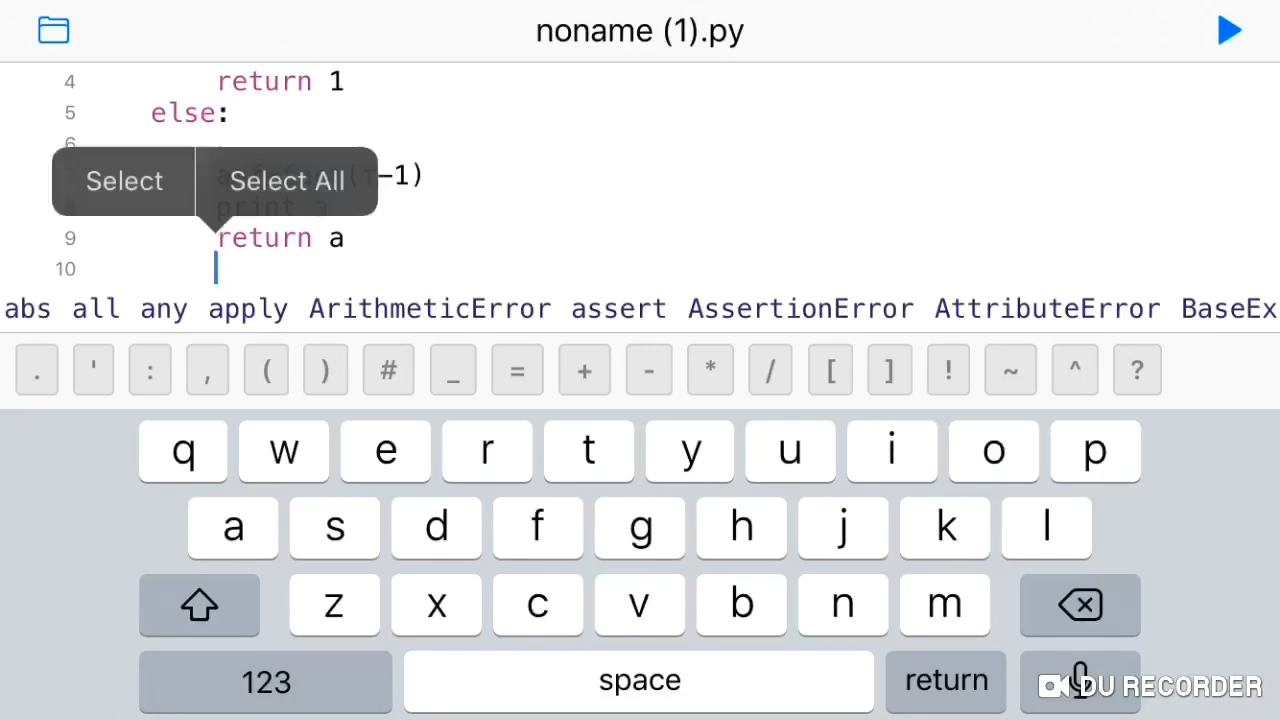 noname (1).py
4 return 1
5 else:
6
-1)
Select
Select All
print a
9 return a
10
abs all any apply ArithmeticError assert AssertionError AttributeError BaseEx
. ' : , ( ) # _ = + - * / [ ] ! ~ ^ ?
q w e r t y u i o p
a s d f g h j k l
z x c v b n m
123 space return
DU RECORDER